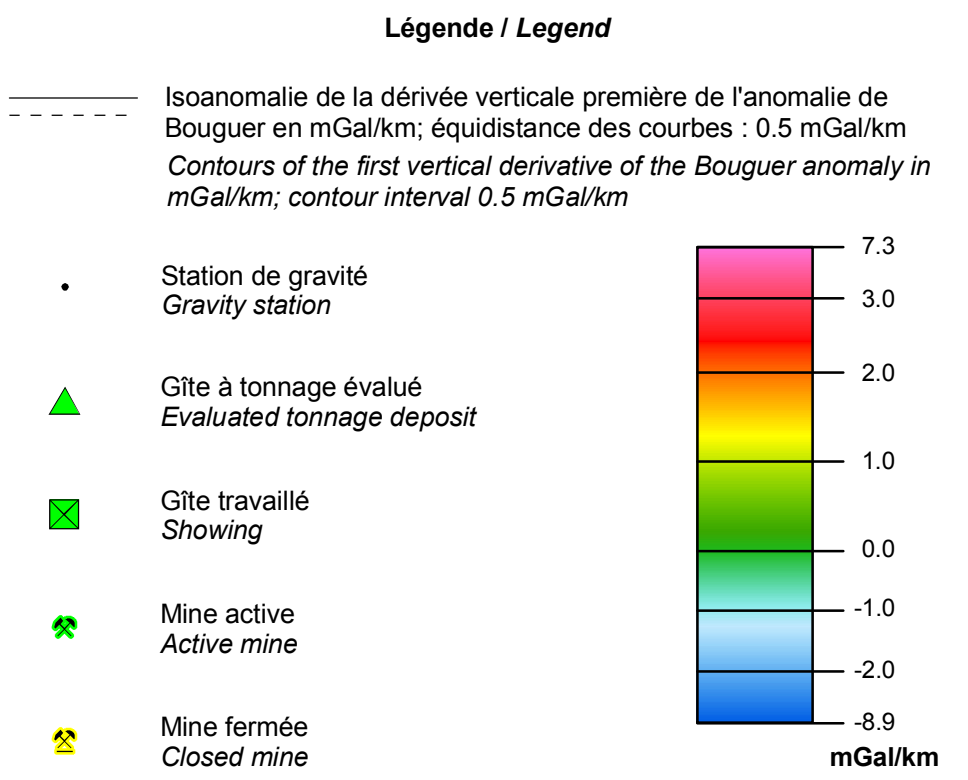 Légende / Legend
Isoanomalie de la dérivée verticale première de l'anomalie de
Bouguer en mGal/km; équidistance des courbes : 0.5 mGal/km
Contours of the first vertical derivative of the Bouguer anomaly in
mGal/km; contour interval 0.5 mGal/km
Station de gravité
Gravity station
Gîte à tonnage évalué
Evaluated tonnage deposit
Gîte travaillé
Showing
Mine active
Active mine
Mine fermée
Closed mine
7.3
3.0
2.0
1.0
0.0
-1.0
-2.0
-8.9
mGal/km